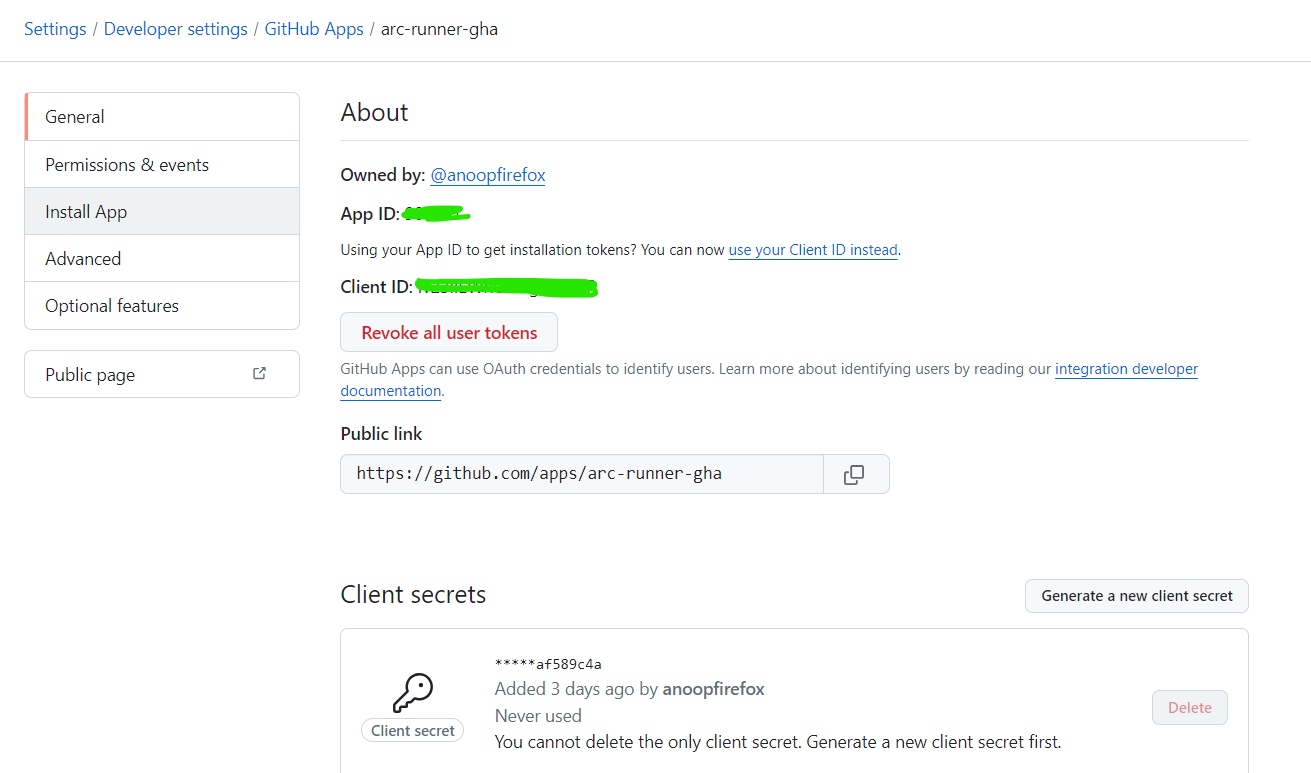 Settings / Developer settings / GitHub Apps / arc-runner-gha
General
Permissions & events
Install App
Advanced
Optional features
Public page
About
Owned by: @anoopfirefox
App ID:
Using your App ID to get installation tokens? You can now use your Client ID instead.
Client ID:
Revoke all user tokens
GitHub Apps can use OAuth credentials to identify users. Learn more about identifying users by reading our integration developer
documentation.
Public link
https://github.com/apps/arc-runner-gha
Client secrets
Generate a new client secret
*****af589c4a
Added 3 days ago by anoopfirefox
Never used
You cannot delete the only client secret. Generate a new client secret first.
Client secret
Delete